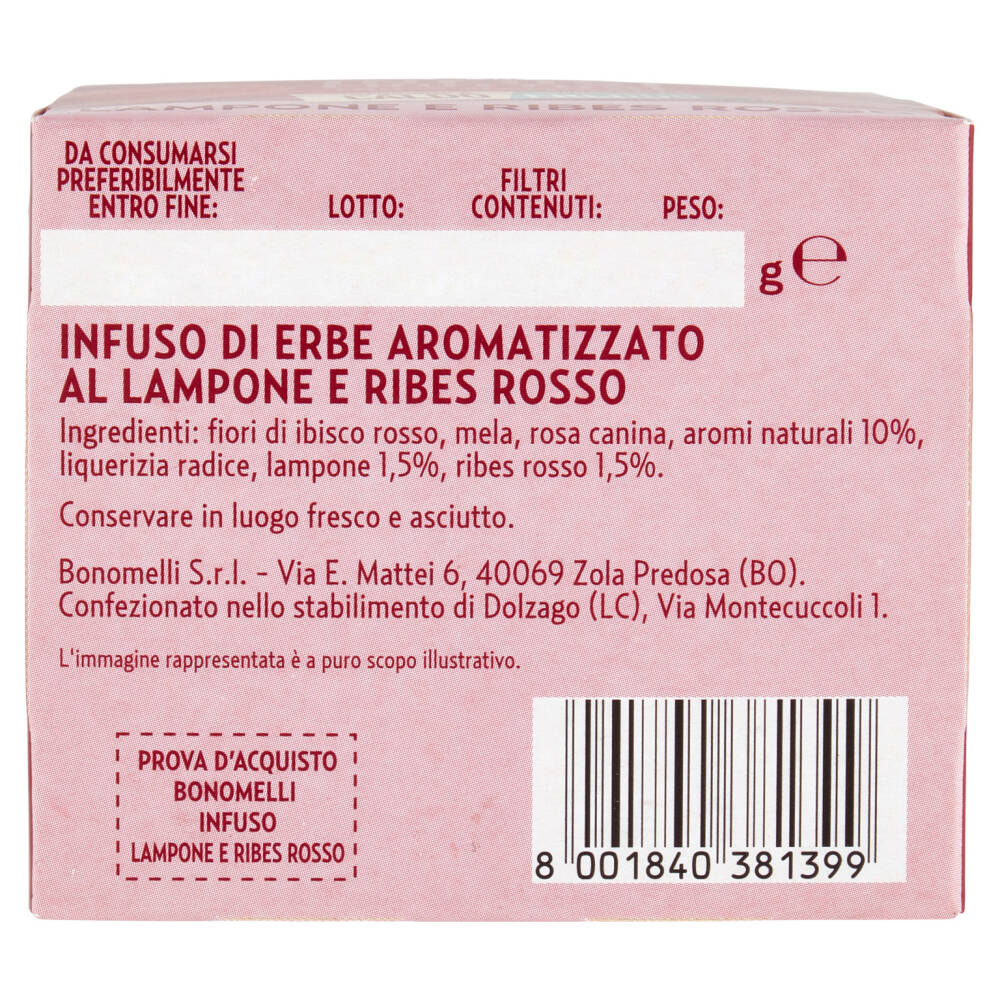 LAMPONE E RIBES ROSSO
DA CONSUMARSI
PREFERIBILMENTE
ENTRO FINE:
LOTTO:
FILTRI
CONTENUTI:
PESO:
g ℮
INFUSO DI ERBE AROMATIZZATO
AL LAMPONE E RIBES ROSSO
Ingredienti: fiori di ibisco rosso, mela, rosa canina, aromi naturali 10%,
liquerizia radice, lampone 1,5%, ribes rosso 1,5%.
Conservare in luogo fresco e asciutto.
Bonomelli S.r.l. - Via E. Mattei 6, 40069 Zola Predosa (BO).
Confezionato nello stabilimento di Dolzago (LC), Via Montecuccoli 1.
L'immagine rappresentata è a puro scopo illustrativo.
PROVA D'ACQUISTO
BONOMELLI
INFUSO
LAMPONE E RIBES ROSSO
8 001840 381399